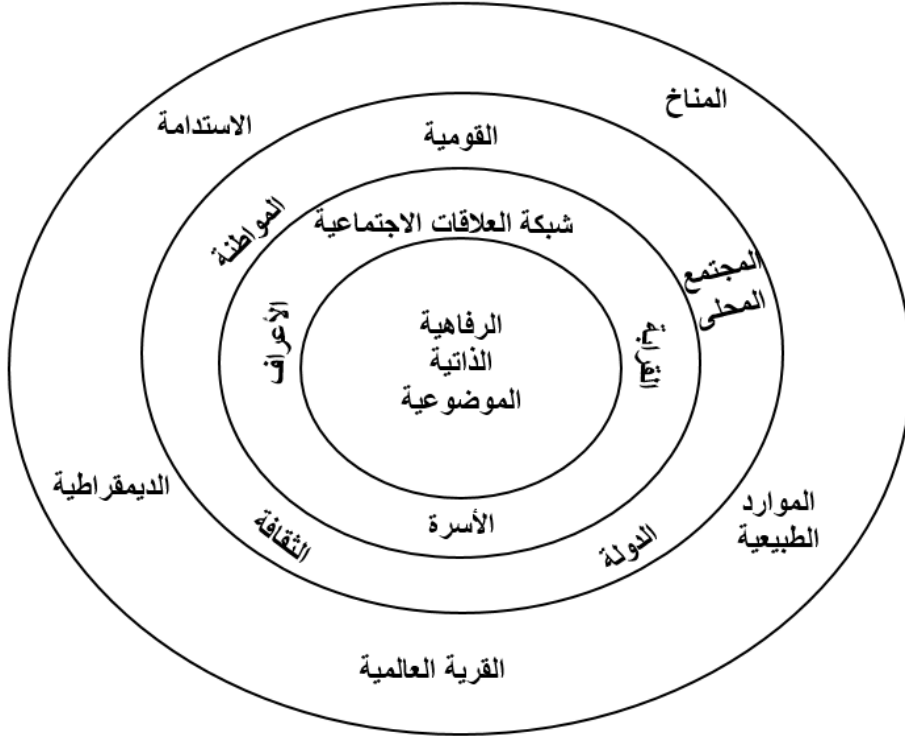 المناخ
الاستدامة
القومية
المواطنة
شبكة العلاقات الاجتماعية
المجتمع
المحلى
الأعراف
الرفاهية
الذاتية
الموضوعية
القرابة
الديمقراطية
الموارد
الطبيعية
الأسرة
الثقافة
الدولة
القرية العالمية